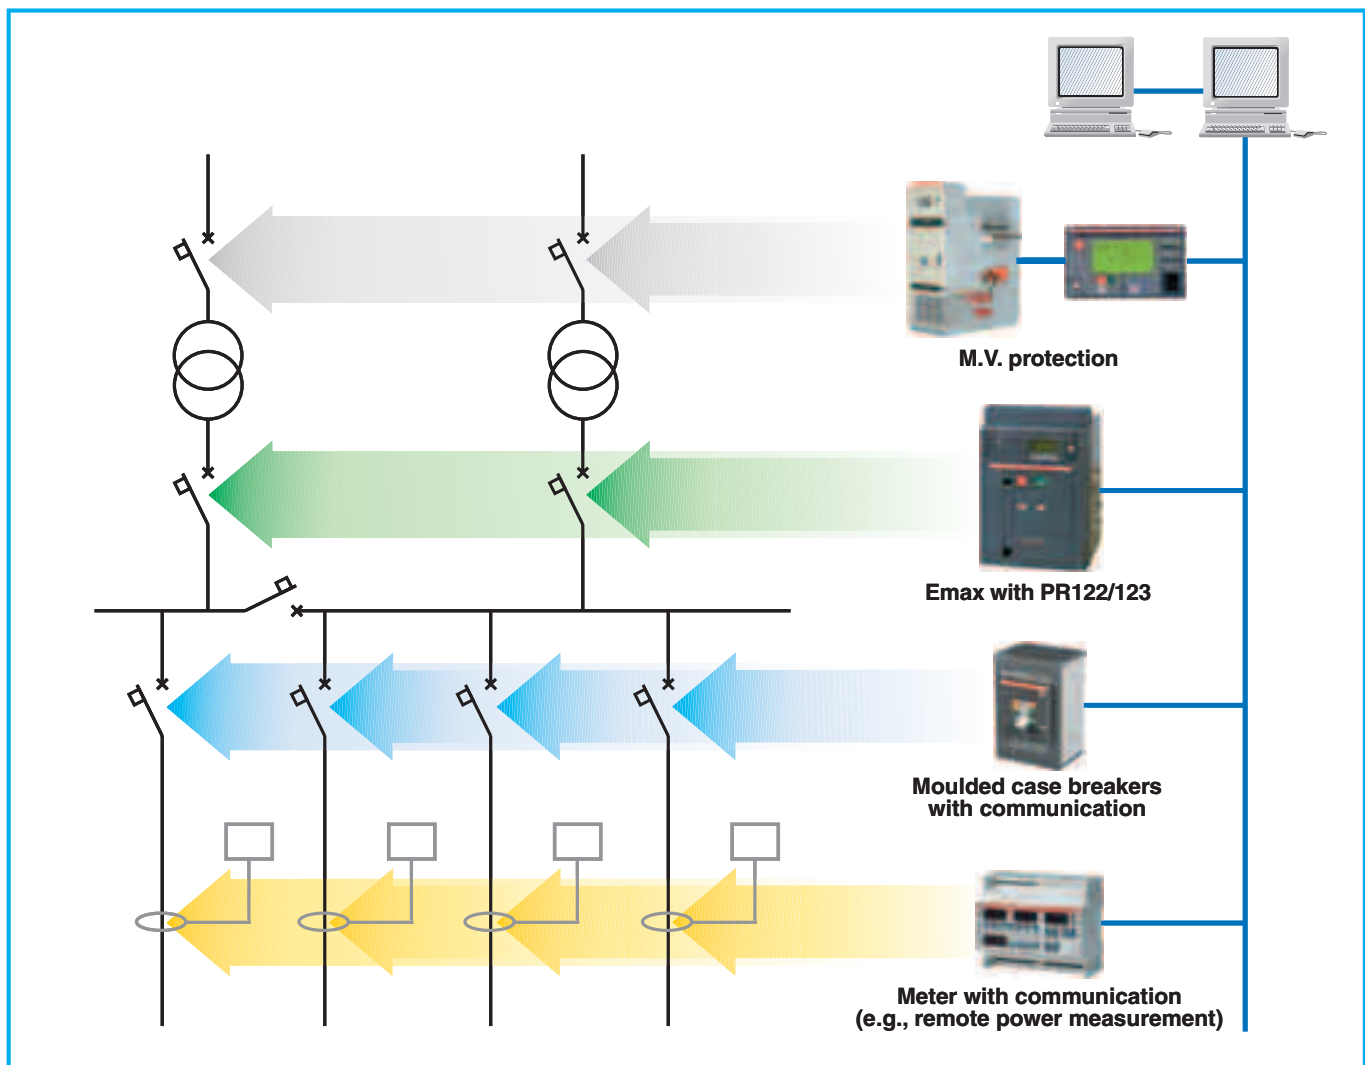 M.V. protection
Emax with PR122/123
Moulded case breakers
with communication
Meter with communication
(e.g., remote power measurement)